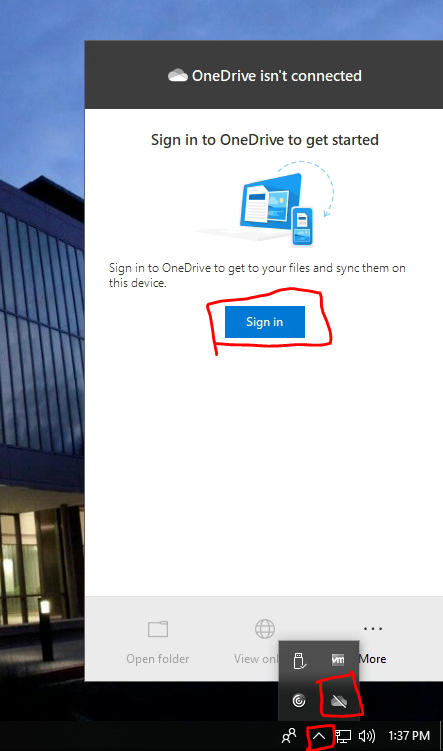 OneDrive isn't connected
Sign in to OneDrive to get started
Sign in to OneDrive to get to your files and sync them on
this device.
Sign in
Open folder
View onl
More
vm
1:37 PM